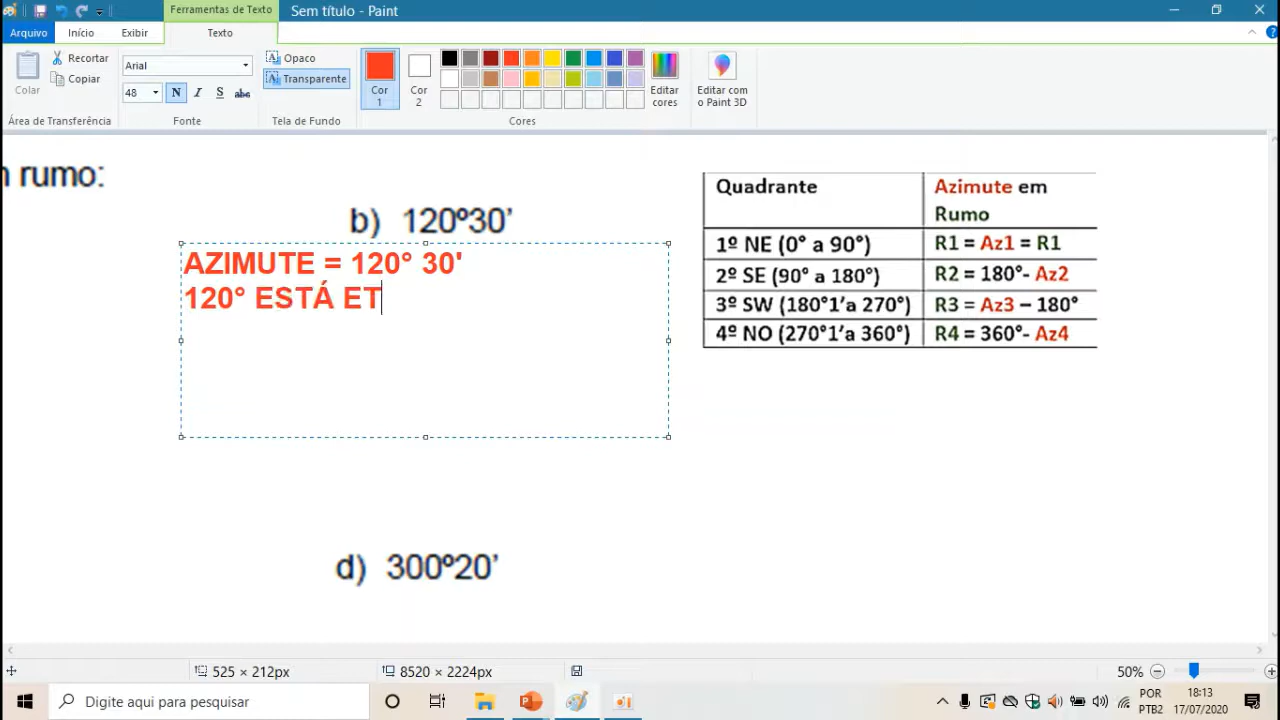 Ferramentas de Texto
Sem título - Paint
Arquivo
Início
Exibir
Texto
Colar
Recortar
Copiar
Área de Transferência
Arial
48
N
I
S
abc
Fonte
Opaco
Transparente
Tela de Fundo
Cor 1
Cor 2
Editar cores
Cores
Editar com o Paint 3D
rumo:
b) 120º30’
AZIMUTE = 120° 30'
120° ESTÁ ET
d) 300º20’
Quadrante
Azimute em
Rumo
1º NE (0° a 90°)
R1 = Az1 = R1
2º SE (90° a 180°)
R2 = 180°- Az2
3º SW (180°1’a 270°)
R3 = Az3 – 180°
4º NO (270°1’a 360°)
R4 = 360°- Az4
525 × 212px
8520 × 2224px
50%
Digite aqui para pesquisar
POR
PTB2
18:13
17/07/2020